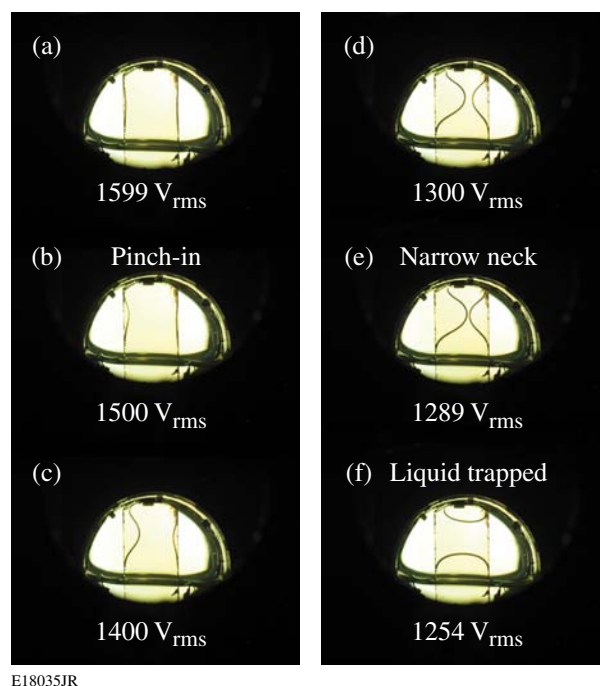 (a)
1599 Vrms
(b) Pinch-in
1500 Vrms
(c)
1400 Vrms
(d)
1300 Vrms
(e) Narrow neck
1289 Vrms
(f) Liquid trapped
1254 Vrms
E18035JR